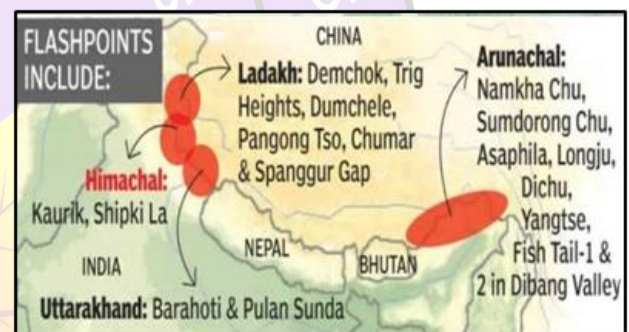 FLASHPOINTS
INCLUDE:
CHINA
Ladakh: Demchok, Trig
Heights, Dumchele,
Pangong Tso, Chumar
& Spanggur Gap
Arunachal:
Namkha Chu,
Sumdorong Chu,
Asaphila, Longju,
Dichu,
Yangtse,
Fish Tail-1 &
2 in Dibang Valley
Himachal:
Kaurik, Shipki La
NEPAL
BHUTAN
INDIA
Uttarakhand: Barahoti & Pulan Sunda